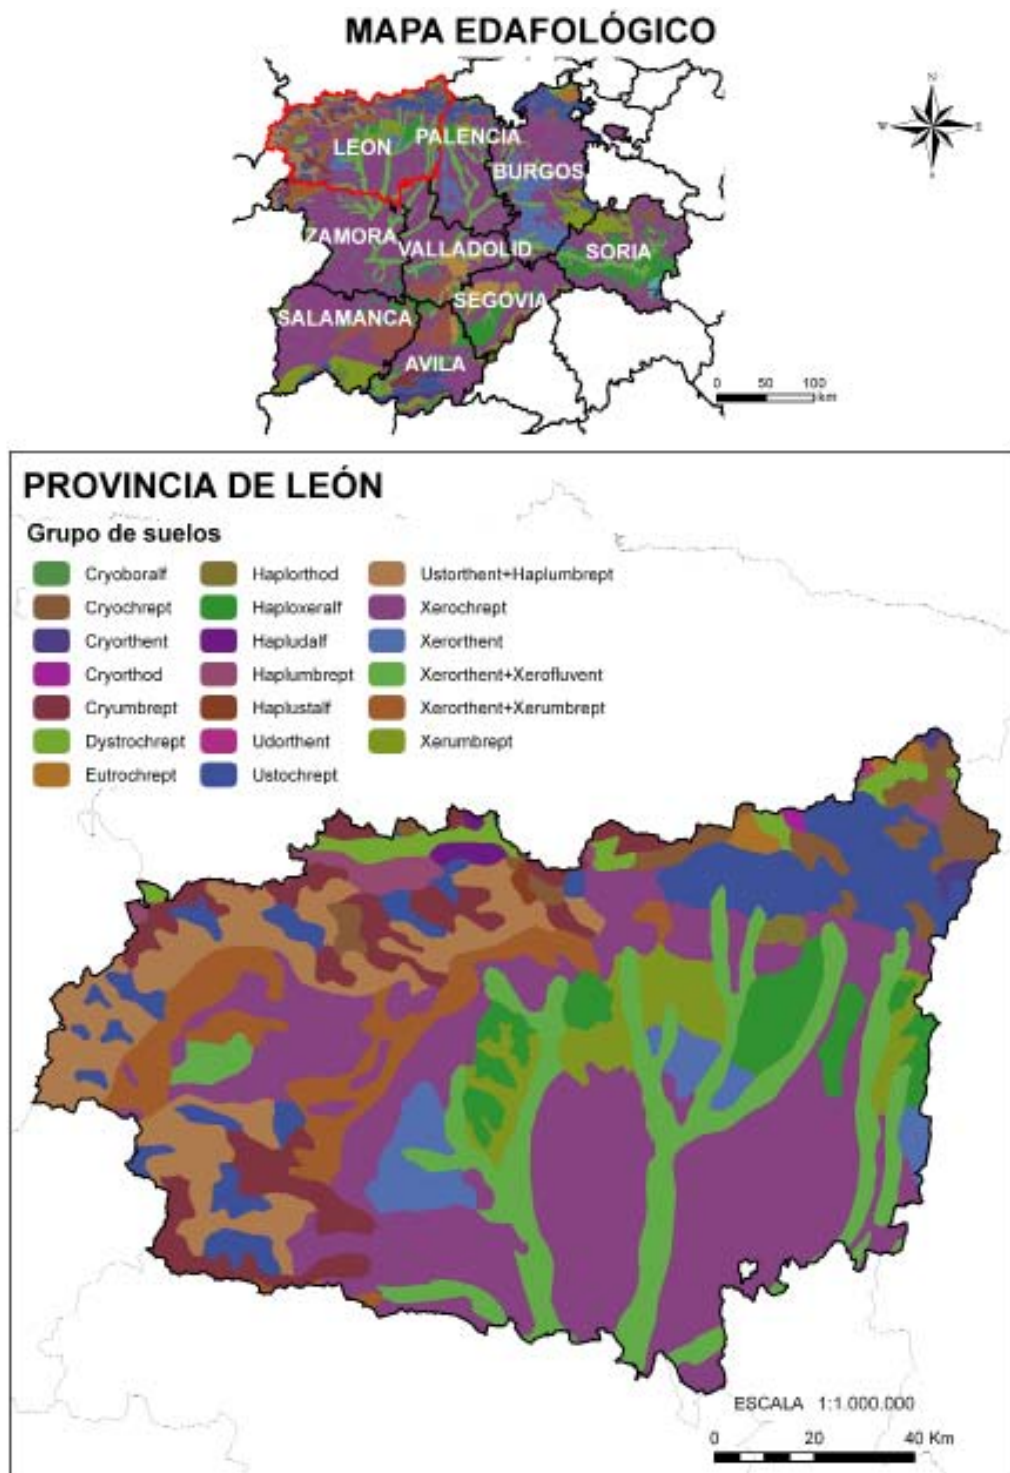 MAPA EDAFOLÓGICO
N
W
E
S
LEON
PALENCIA
BURGOS
ZAMORA
VALLADOLID
SORIA
SEGOVIA
SALAMANCA
AVILA
0 50 100
km
PROVINCIA DE LEÓN
Grupo de suelos
Cryoboralf
Cryochrept
Cryorthent
Cryorthod
Cryumbrept
Dystrochrept
Eutrochrept
Haplorthod
Haploxeralf
Hapludalf
Haplumbrept
Haplustalf
Udorthent
Ustochrept
Ustorthent+Haplumbrept
Xerochrept
Xerorthent
Xerorthent+Xerofluvent
Xerorthent+Xerumbrept
Xerumbrept
ESCALA 1:1.000.000
0 20 40 Km